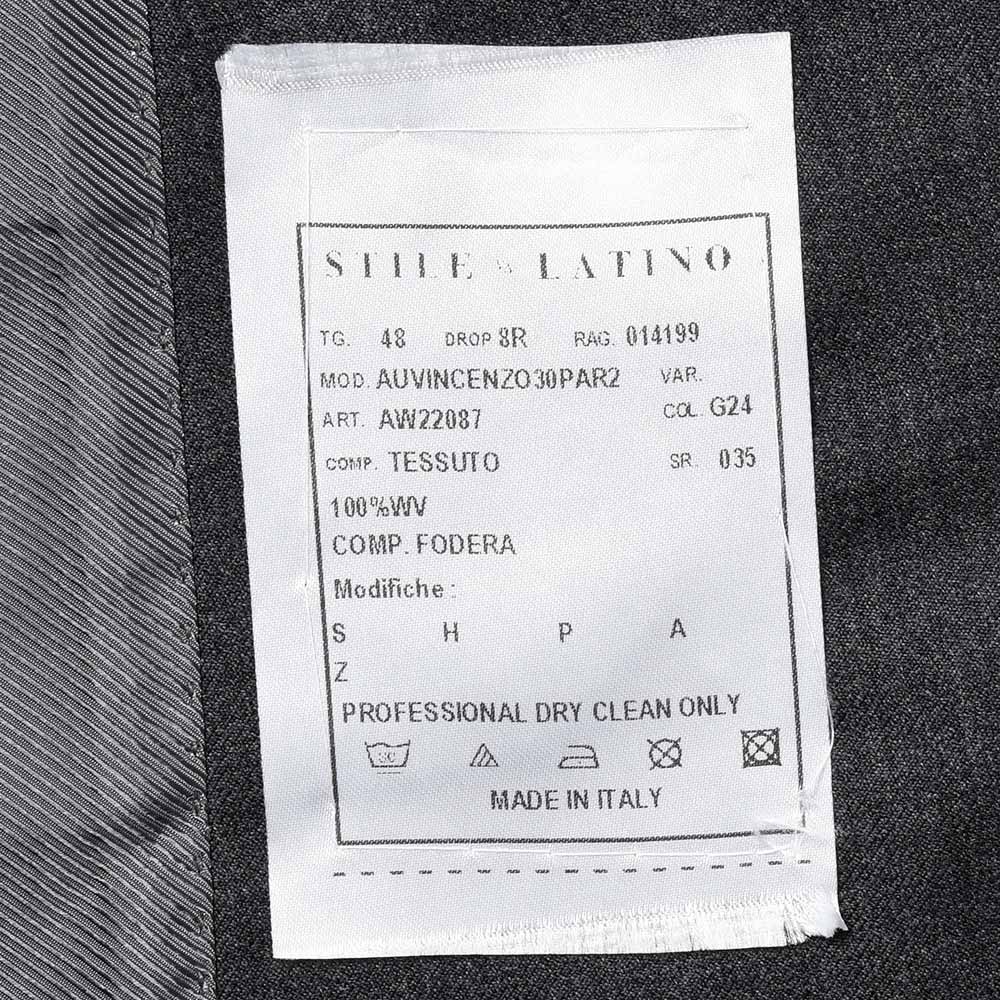 STILE LATINO
TG. 48 DROP 8R RAG. 014199
MOD. AUVINCENZO30PAR2 VAR.
ART. AW22087 COL. G24
COMP. TESSUTO SR. 035
100%WV
COMP. FODERA
Modifiche :
S H P A
Z
PROFESSIONAL DRY CLEAN ONLY
30
MADE IN ITALY